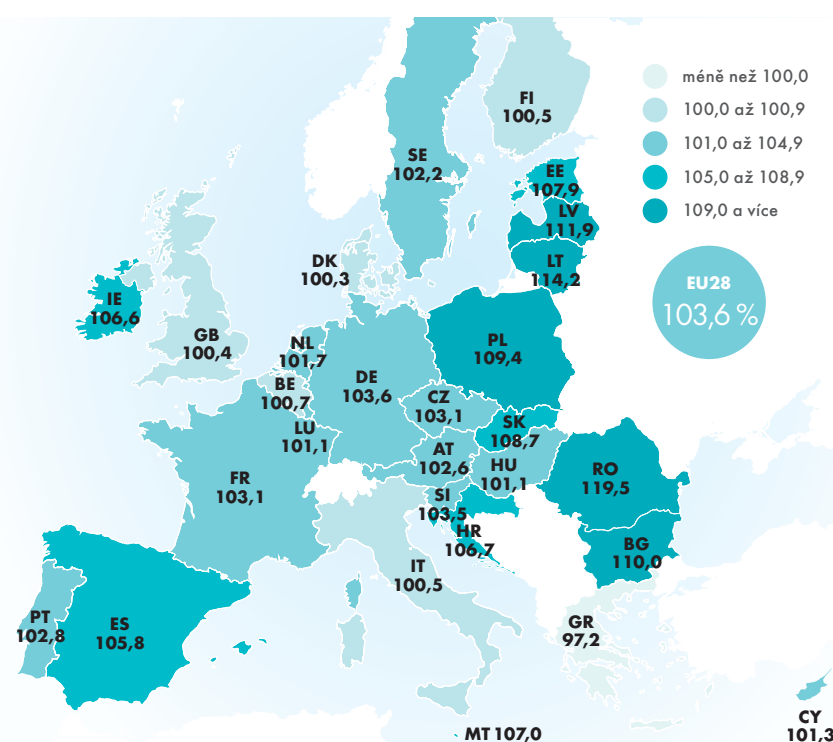 méně než 100,0
100,0 až 100,9
101,0 až 104,9
105,0 až 108,9
109,0 a více
EU28
103,6 %
FI
100,5
SE
102,2
EE
107,9
LV
111,9
LT
114,2
DK
100,3
IE
106,6
GB
100,4
NL
101,7
BE
100,7
LU
101,1
DE
103,6
PL
109,4
CZ
103,1
SK
108,7
AT
102,6
HU
101,1
SI
103,5
HR
106,7
RO
119,5
BG
110,0
FR
103,1
IT
100,5
PT
102,8
ES
105,8
GR
97,2
MT 107,0
CY
101,3